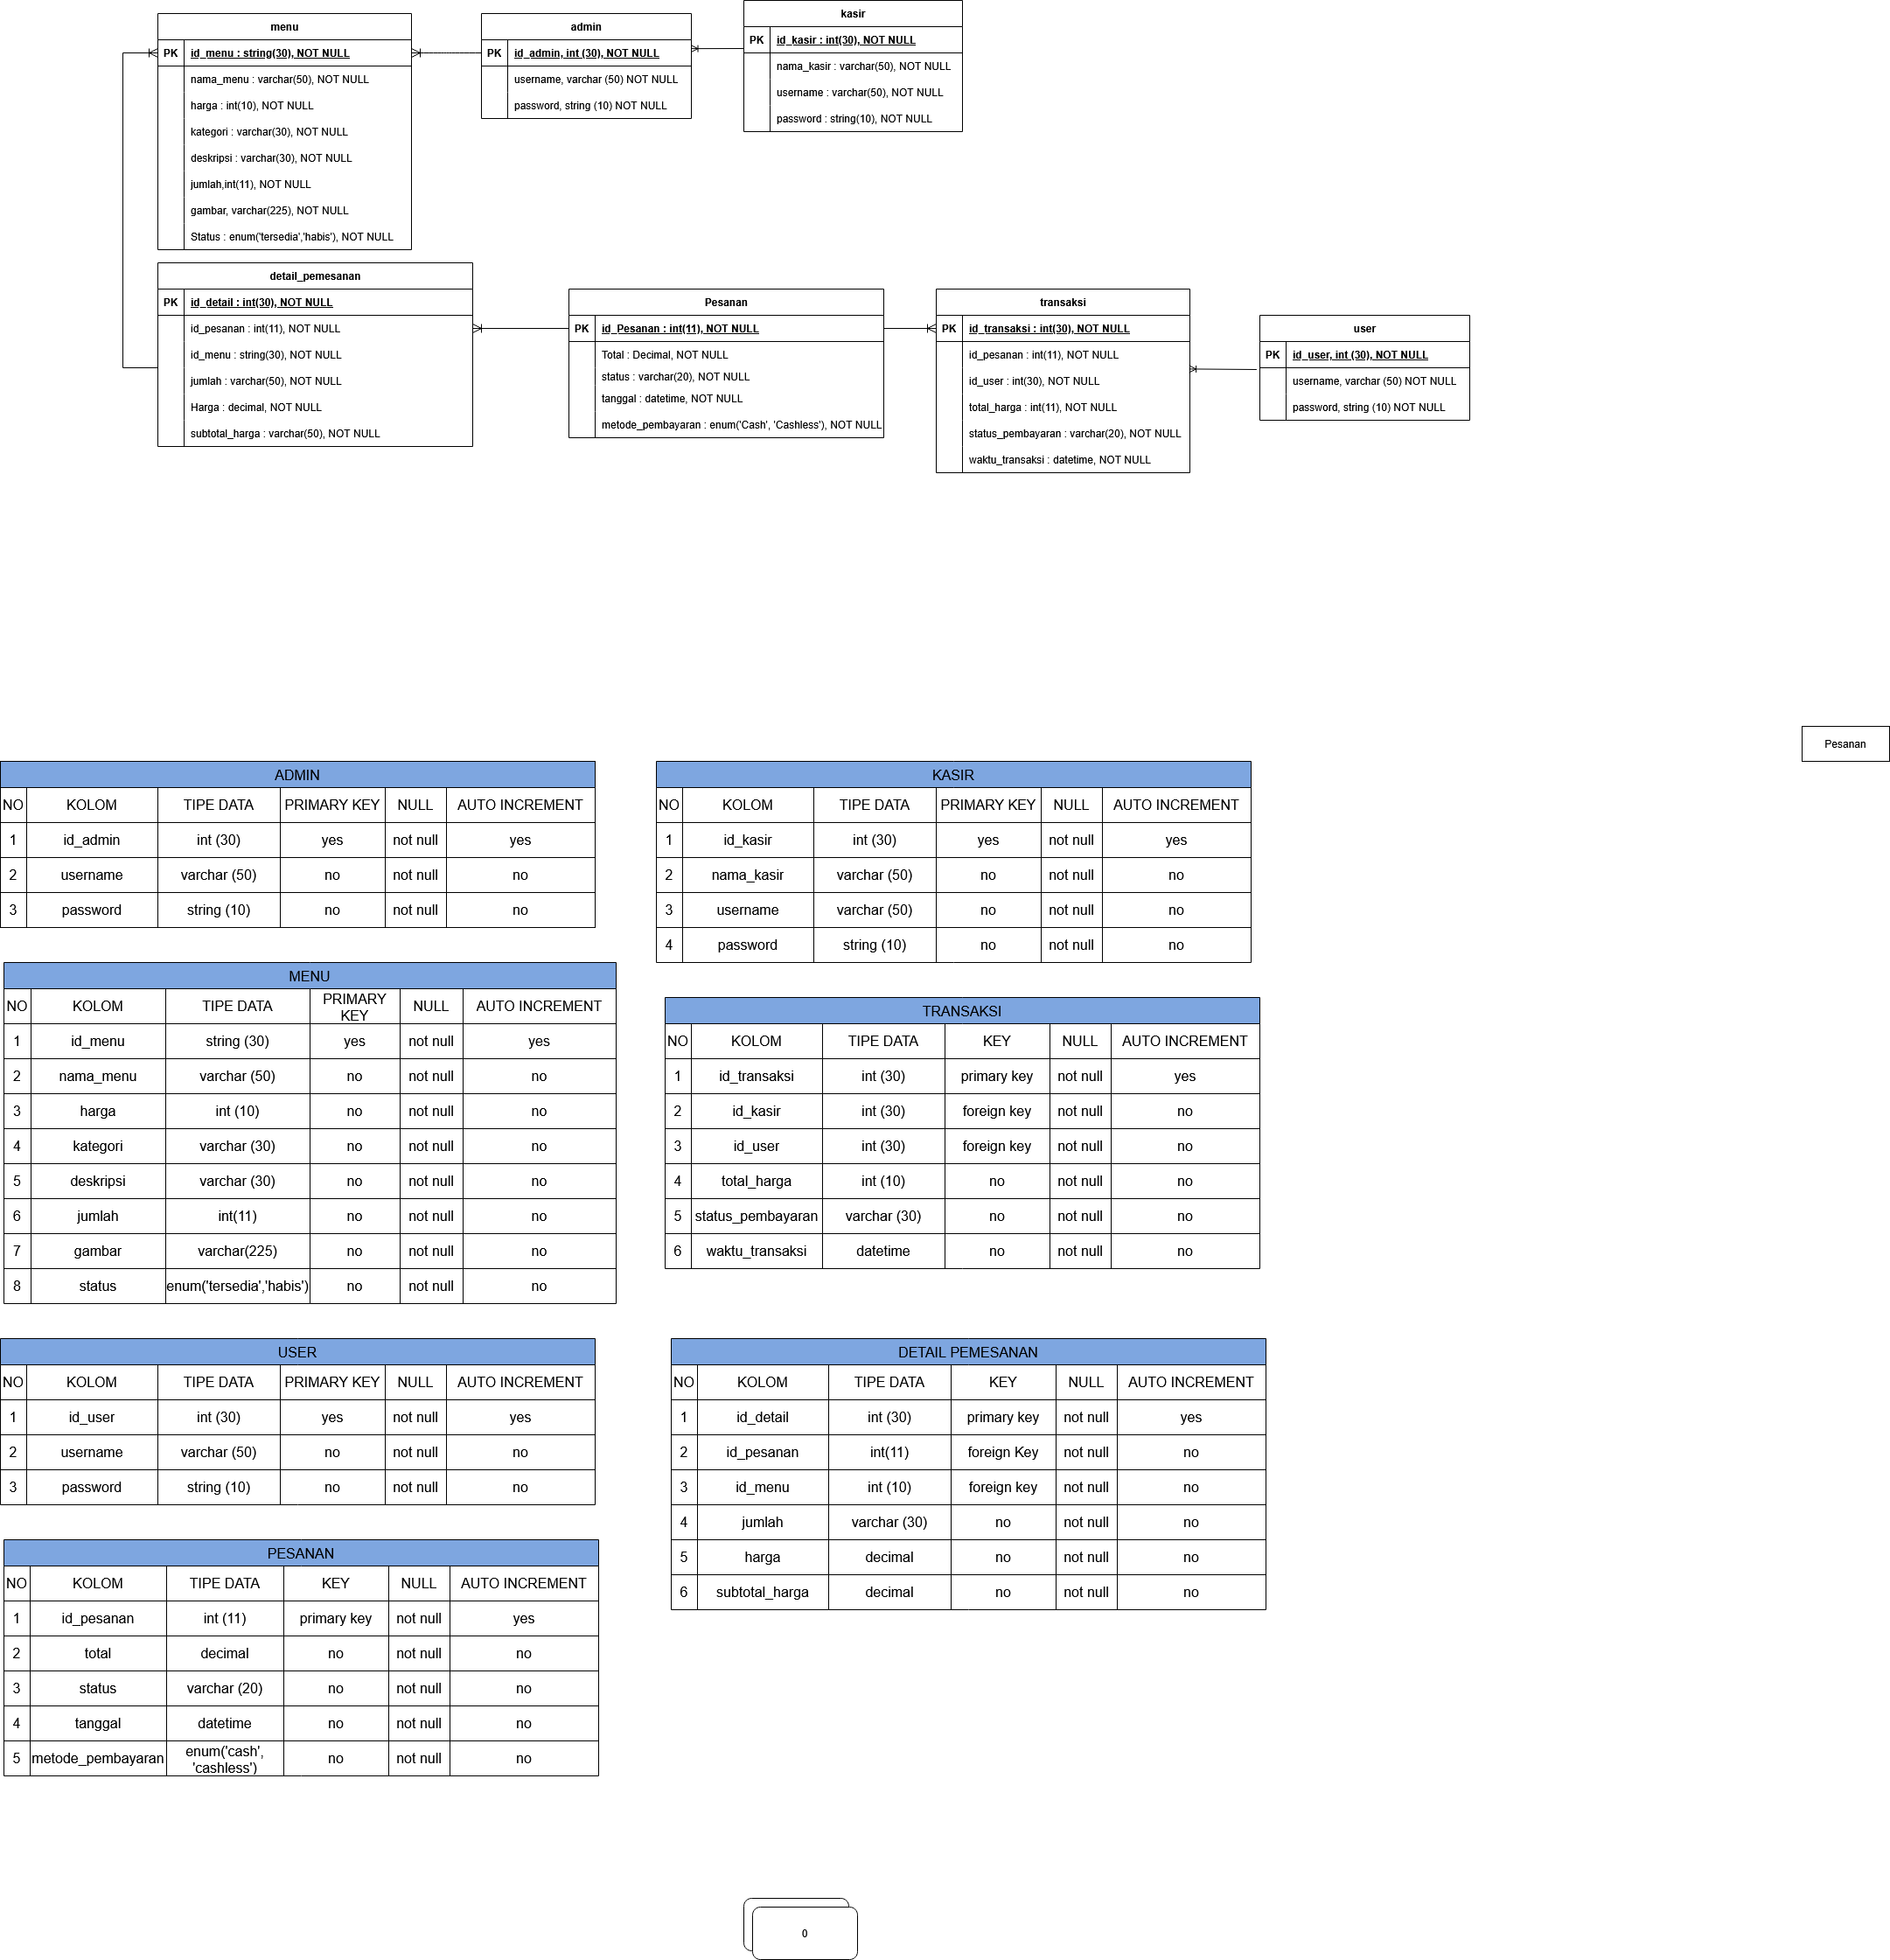 menu
PK id_menu : string(30), NOT NULL
nama_menu : varchar(50), NOT NULL
harga : int(10), NOT NULL
kategori : varchar(30), NOT NULL
deskripsi : varchar(30), NOT NULL
jumlah,int(11), NOT NULL
gambar, varchar(225), NOT NULL
Status : enum('tersedia','habis'), NOT NULL
admin
PK id_admin, int (30), NOT NULL
username, varchar (50) NOT NULL
password, string (10) NOT NULL
kasir
PK id_kasir : int(30), NOT NULL
nama_kasir : varchar(50), NOT NULL
username : varchar(50), NOT NULL
password : string(10), NOT NULL
detail_pemesanan
PK id_detail : int(30), NOT NULL
id_pesanan : int(11), NOT NULL
id_menu : string(30), NOT NULL
jumlah : varchar(50), NOT NULL
Harga : decimal, NOT NULL
subtotal_harga : varchar(50), NOT NULL
Pesanan
PK id_Pesanan : int(11), NOT NULL
Total : Decimal, NOT NULL
status : varchar(20), NOT NULL
tanggal : datetime, NOT NULL
metode_pembayaran : enum('Cash', 'Cashless'), NOT NULL
transaksi
PK id_transaksi : int(30), NOT NULL
id_pesanan : int(11), NOT NULL
id_user : int(30), NOT NULL
total_harga : int(11), NOT NULL
status_pembayaran : varchar(20), NOT NULL
waktu_transaksi : datetime, NOT NULL
user
PK id_user, int (30), NOT NULL
username, varchar (50) NOT NULL
password, string (10) NOT NULL
Pesanan
ADMIN
NO KOLOM TIPE DATA PRIMARY KEY NULL AUTO INCREMENT
1 id_admin int (30) yes not null yes
2 username varchar (50) no not null no
3 password string (10) no not null no
KASIR
NO KOLOM TIPE DATA PRIMARY KEY NULL AUTO INCREMENT
1 id_kasir int (30) yes not null yes
2 nama_kasir varchar (50) no not null no
3 username varchar (50) no not null no
4 password string (10) no not null no
MENU
NO KOLOM TIPE DATA PRIMARY KEY NULL AUTO INCREMENT
1 id_menu string (30) yes not null yes
2 nama_menu varchar (50) no not null no
3 harga int (10) no not null no
4 kategori varchar (30) no not null no
5 deskripsi varchar (30) no not null no
6 jumlah int(11) no not null no
7 gambar varchar(225) no not null no
8 status enum('tersedia','habis') no not null no
TRANSAKSI
NO KOLOM TIPE DATA KEY NULL AUTO INCREMENT
1 id_transaksi int (30) primary key not null yes
2 id_kasir int (30) foreign key not null no
3 id_user int (30) foreign key not null no
4 total_harga int (10) no not null no
5 status_pembayaran varchar (30) no not null no
6 waktu_transaksi datetime no not null no
USER
NO KOLOM TIPE DATA PRIMARY KEY NULL AUTO INCREMENT
1 id_user int (30) yes not null yes
2 username varchar (50) no not null no
3 password string (10) no not null no
DETAIL PEMESANAN
NO KOLOM TIPE DATA KEY NULL AUTO INCREMENT
1 id_detail int (30) primary key not null yes
2 id_pesanan int(11) foreign Key not null no
3 id_menu int (10) foreign key not null no
4 jumlah varchar (30) no not null no
5 harga decimal no not null no
6 subtotal_harga decimal no not null no
PESANAN
NO KOLOM TIPE DATA KEY NULL AUTO INCREMENT
1 id_pesanan int (11) primary key not null yes
2 total decimal no not null no
3 status varchar (20) no not null no
4 tanggal datetime no not null no
5 metode_pembayaran enum('cash', 'cashless') no not null no
0